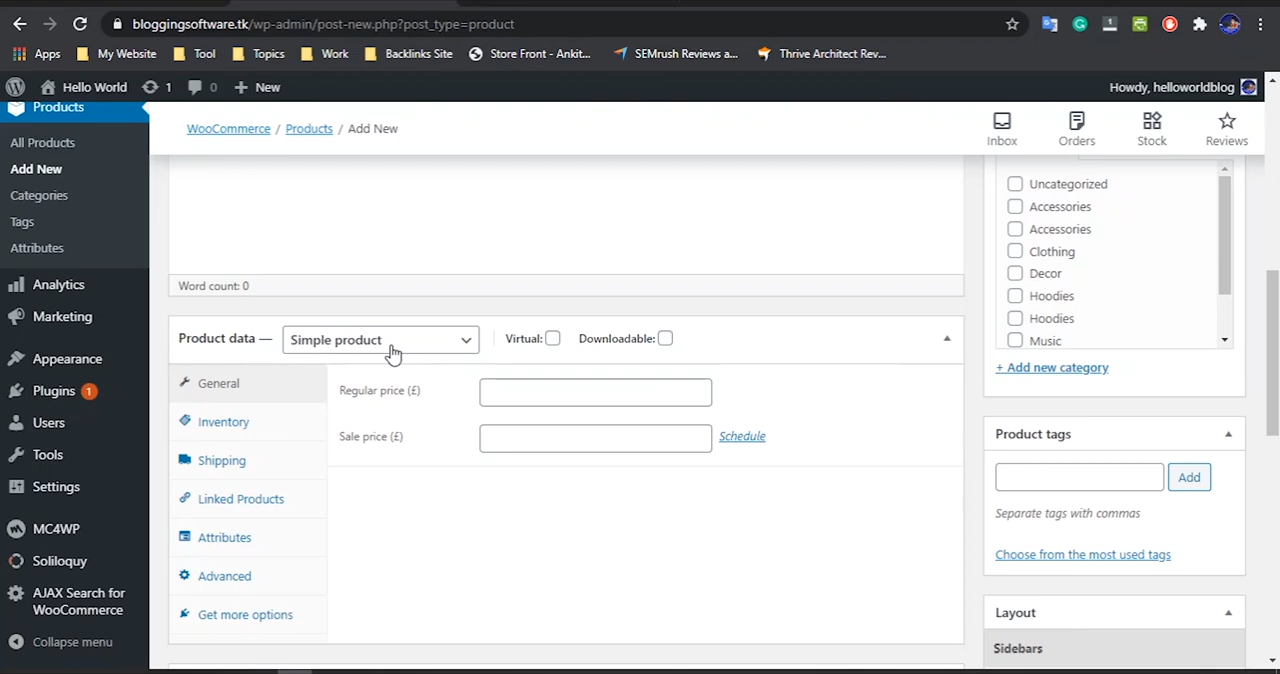 bloggingsoftware.tk/wp-admin/post-new.php?post_type=product
Apps My Website Tool Topics Work Backlinks Site Store Front - Ankit... SEMrush Reviews a... Thrive Architect Rev...
Hello World 1 0 New Howdy, helloworldblog
Products
All Products
Add New
Categories
Tags
Attributes
Analytics
Marketing
Appearance
Plugins 1
Users
Tools
Settings
MC4WP
Soliloquy
AJAX Search for
WooCommerce
Collapse menu
WooCommerce / Products / Add New
Inbox Orders Stock Reviews
Word count: 0
Product data — Simple product Virtual: Downloadable:
General
Inventory
Shipping
Linked Products
Attributes
Advanced
Get more options
Regular price (£)
Sale price (£) Schedule
Uncategorized
Accessories
Accessories
Clothing
Decor
Hoodies
Hoodies
Music
+ Add new category
Product tags
Add
Separate tags with commas
Choose from the most used tags
Layout
Sidebars